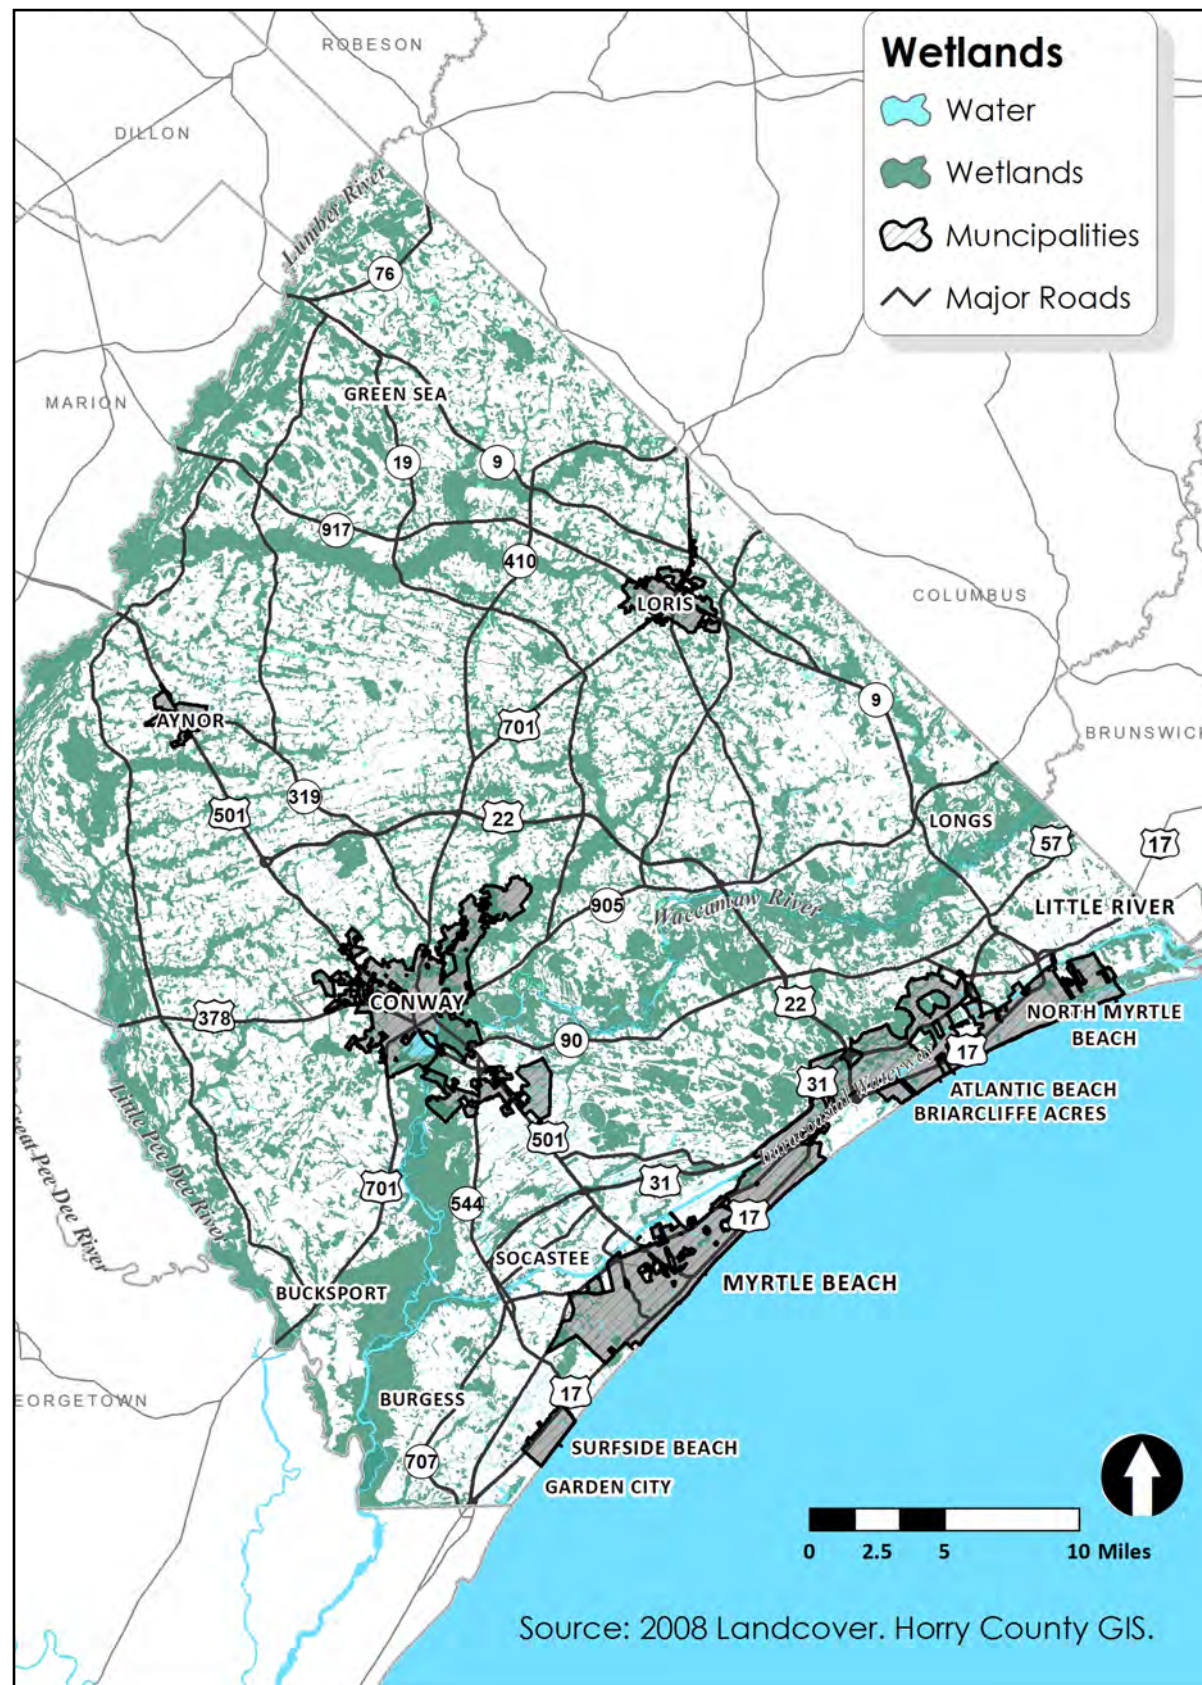 Wetlands
Water
Wetlands
Muncipalities
Major Roads
ROBESON
DILLON
Lumber River
76
MARION
GREEN SEA
19
9
917
410
LORIS
COLUMBUS
AYNOR
701
9
BRUNSWICK
319
501
22
LONGS
57
17
905
Waccamaw River
LITTLE RIVER
CONWAY
378
90
22
NORTH MYRTLE
BEACH
17
31
Intracoastal Waterway
ATLANTIC BEACH
BRIARCLIFFE ACRES
Little Pee Dee River
Great Pee Dee River
501
701
544
31
17
SOCASTEE
BUCKSPORT
MYRTLE BEACH
EORGETOWN
BURGESS
17
707
SURFSIDE BEACH
GARDEN CITY
0 2.5 5 10 Miles
Source: 2008 Landcover. Horry County GIS.